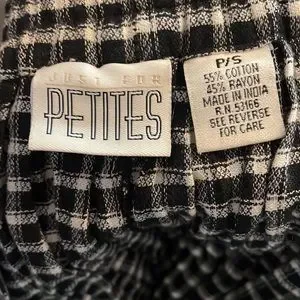 JUST FOR
PETITES
P/S
55% COTTON
45% RAYON
MADE IN INDIA
R.N. 53166
SEE REVERSE
FOR CARE